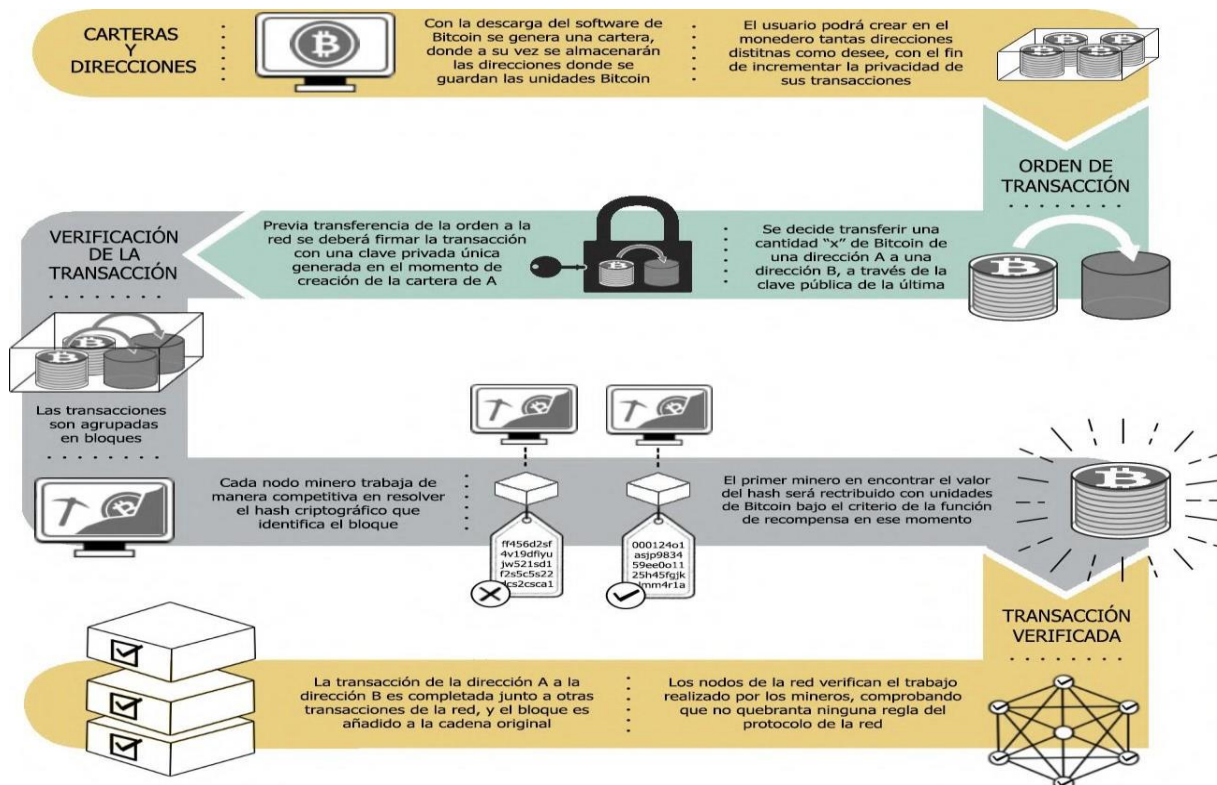 CARTERAS
Y
DIRECCIONES
Con la descarga del software de
Bitcoin se genera una cartera,
donde a su vez se almacenarán
las direcciones donde se
guardan las unidades Bitcoin
El usuario podrá crear en el
monedero tantas direcciones
distitnas como desee, con el fin
de incrementar la privacidad de
sus transacciones
ORDEN DE
TRANSACCIÓN
Se decide transferir una
cantidad “x” de Bitcoin de
una dirección A a una
dirección B, a través de la
clave pública de la última
Previa transferencia de la orden a la
red se deberá firmar la transacción
con una clave privada única
generada en el momento de
creación de la cartera de A
VERIFICACIÓN
DE LA
TRANSACCIÓN
Las transacciones
son agrupadas
en bloques
Cada nodo minero trabaja de
manera competitiva en resolver
el hash criptográfico que
identifica el bloque
ff456d2sf
4v19dfiyu
jw521sd1
f2s5c5s22
000124o1
asjp9834
59ee0o11
25h45fgjk
El primer minero en encontrar el valor
del hash será rectribuido con unidades
de Bitcoin bajo el criterio de la función
de recompensa en ese momento
TRANSACCIÓN
VERIFICADA
Los nodos de la red verifican el trabajo
realizado por los mineros, comprobando
que no quebranta ninguna regla del
protocolo de la red
La transacción de la dirección A a la
dirección B es completada junto a otras
transacciones de la red, y el bloque es
añadido a la cadena original